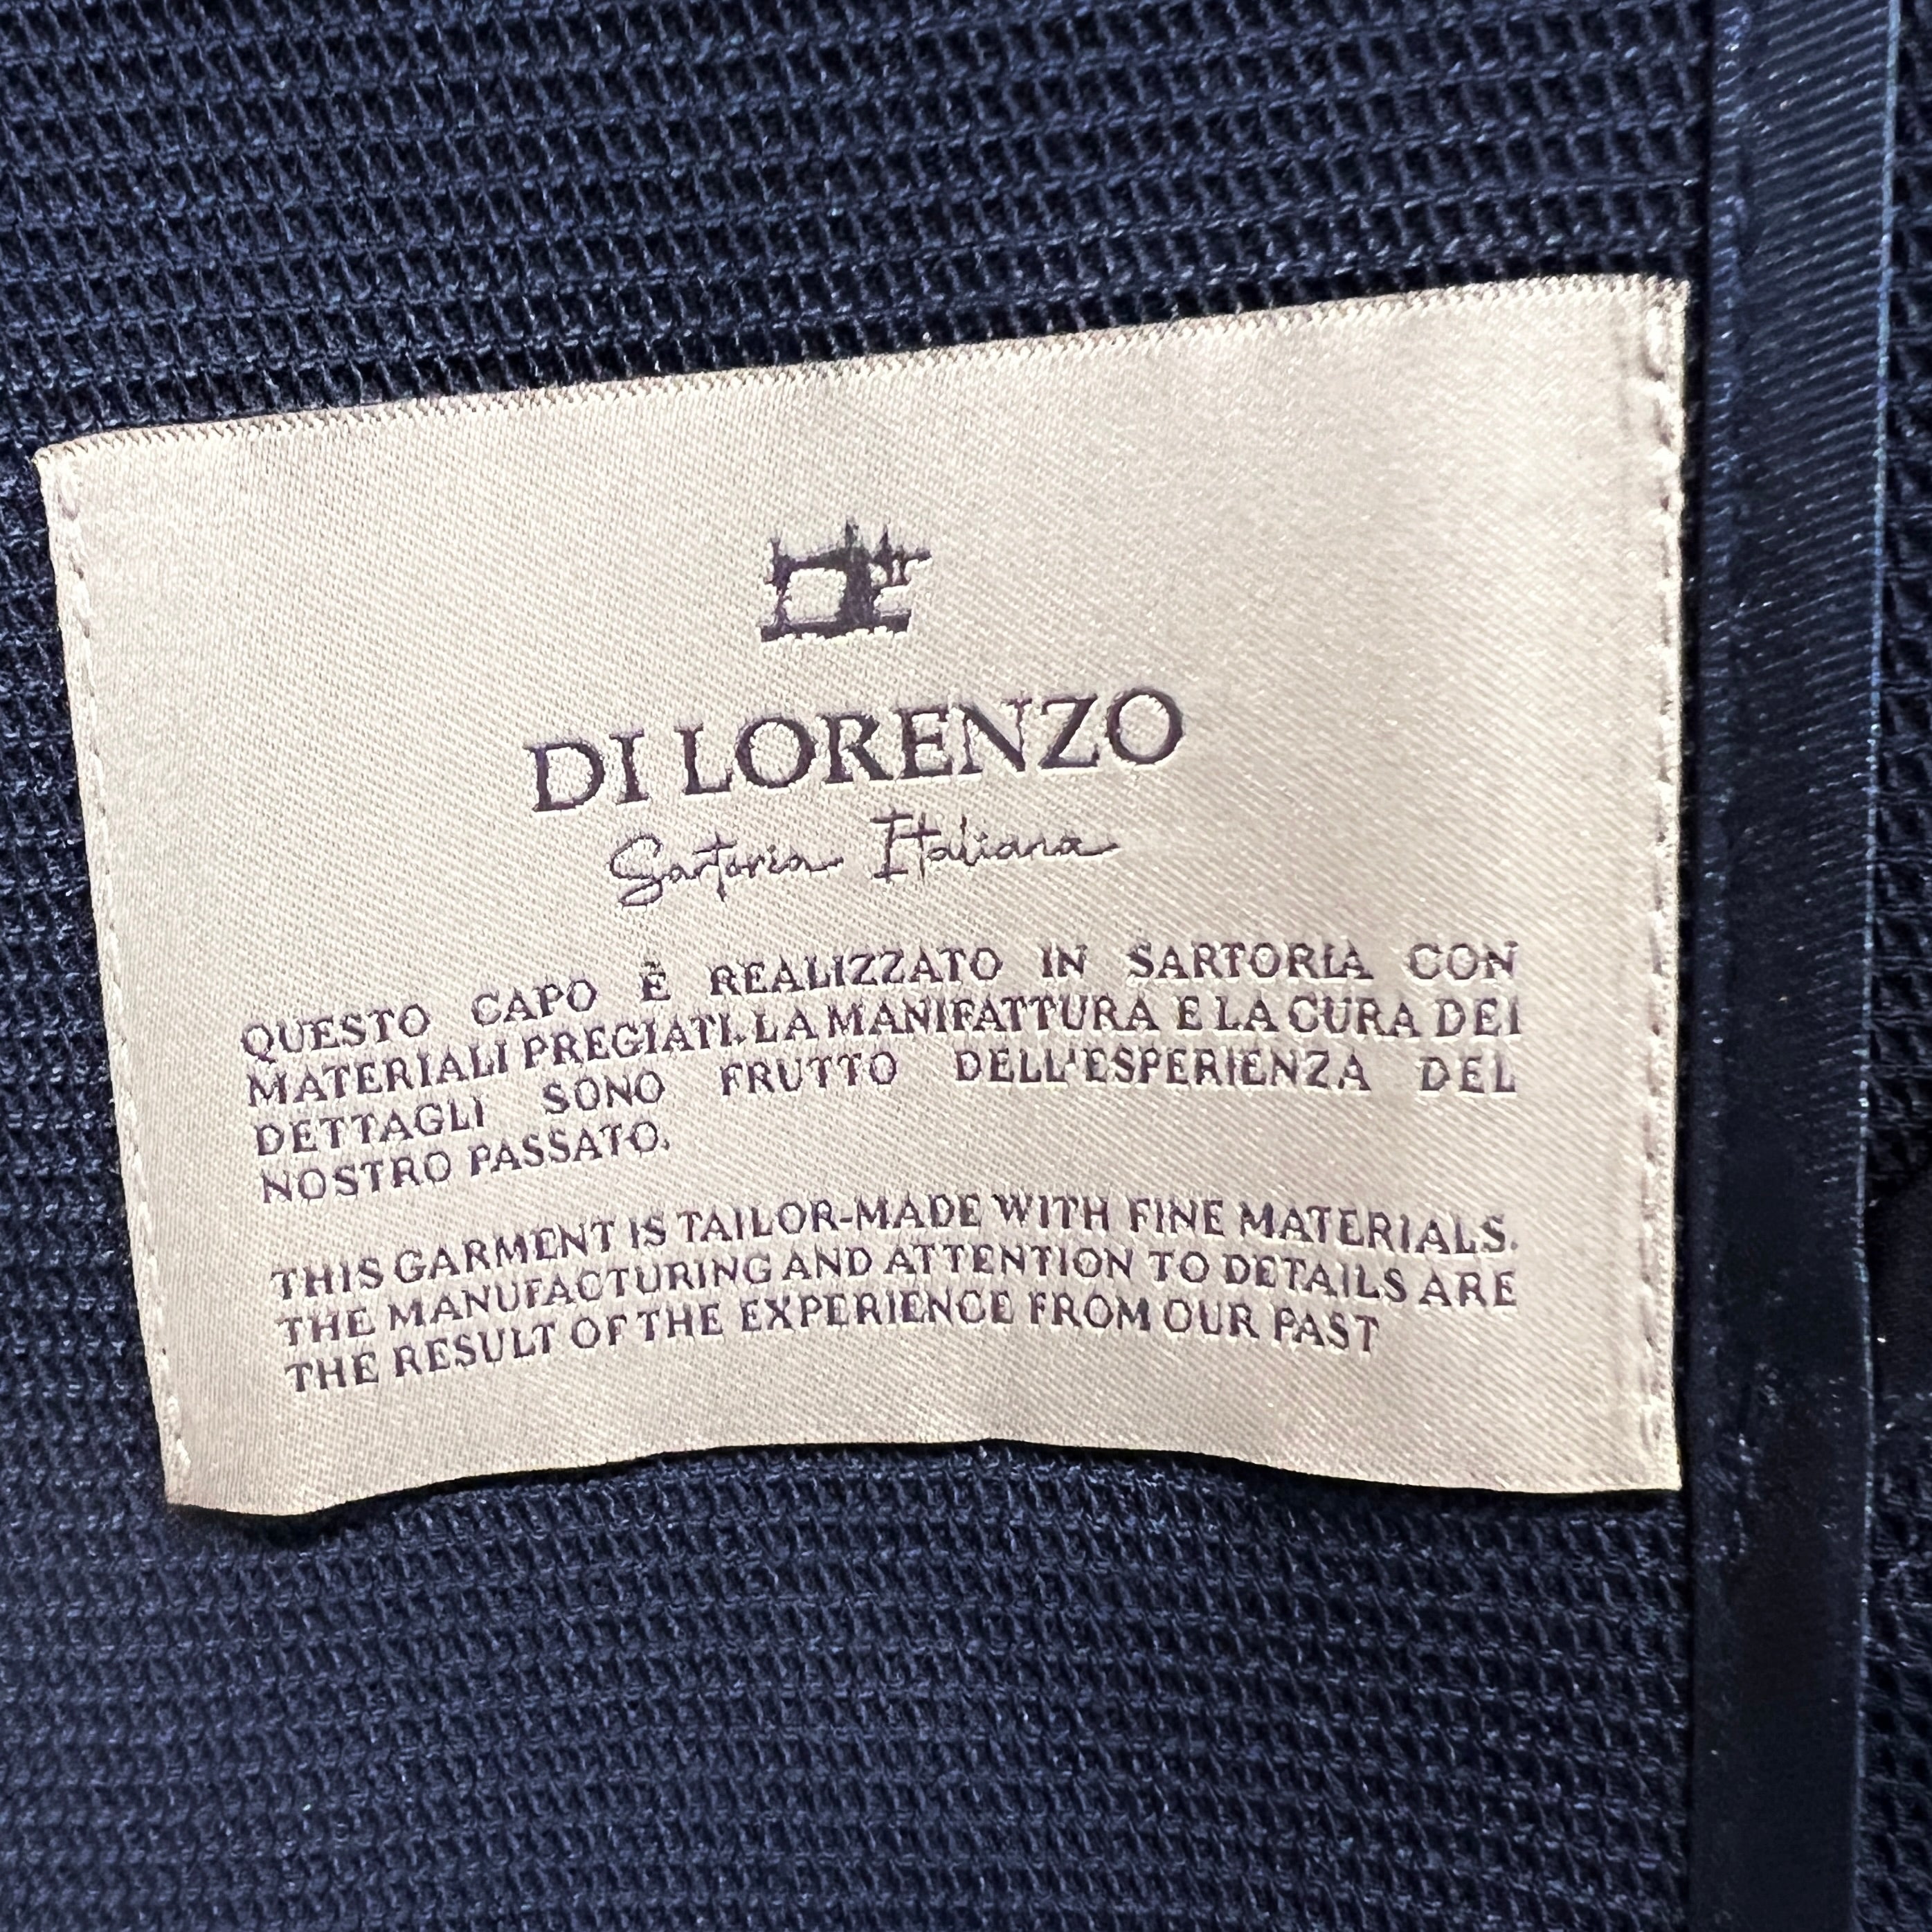 DI LORENZO
Sartoria Italiana
QUESTO CAPO È REALIZZATO IN SARTORIA CON
MATERIALI PREGIATI. LA MANIFATTURA E LA CURA DEI
DETTAGLI SONO FRUTTO DELL'ESPERIENZA DEL
NOSTRO PASSATO.
THIS GARMENT IS TAILOR-MADE WITH FINE MATERIALS.
THE MANUFACTURING AND ATTENTION TO DETAILS ARE
THE RESULT OF THE EXPERIENCE FROM OUR PAST